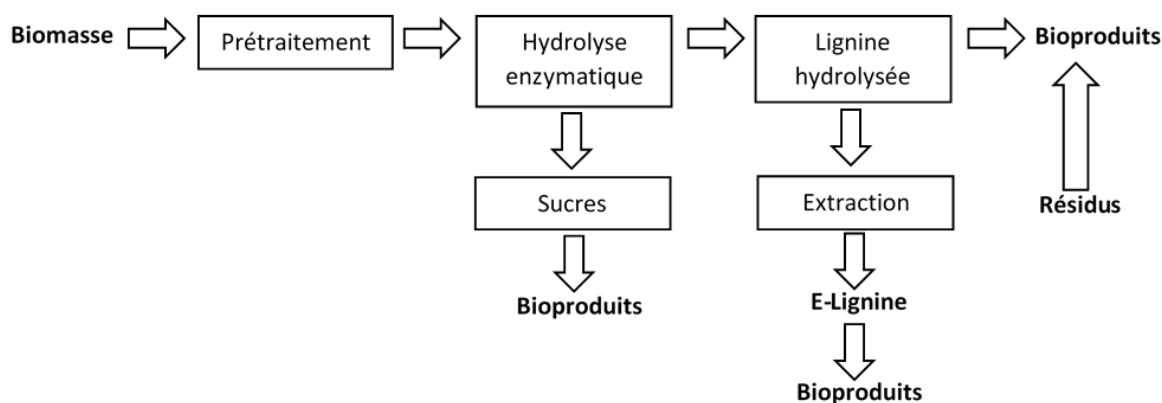 Biomasse
Prétraitement
Hydrolyse
enzymatique
Lignine
hydrolysée
Bioproduits
Sucres
Extraction
Résidus
Bioproduits
E-Lignine
Bioproduits